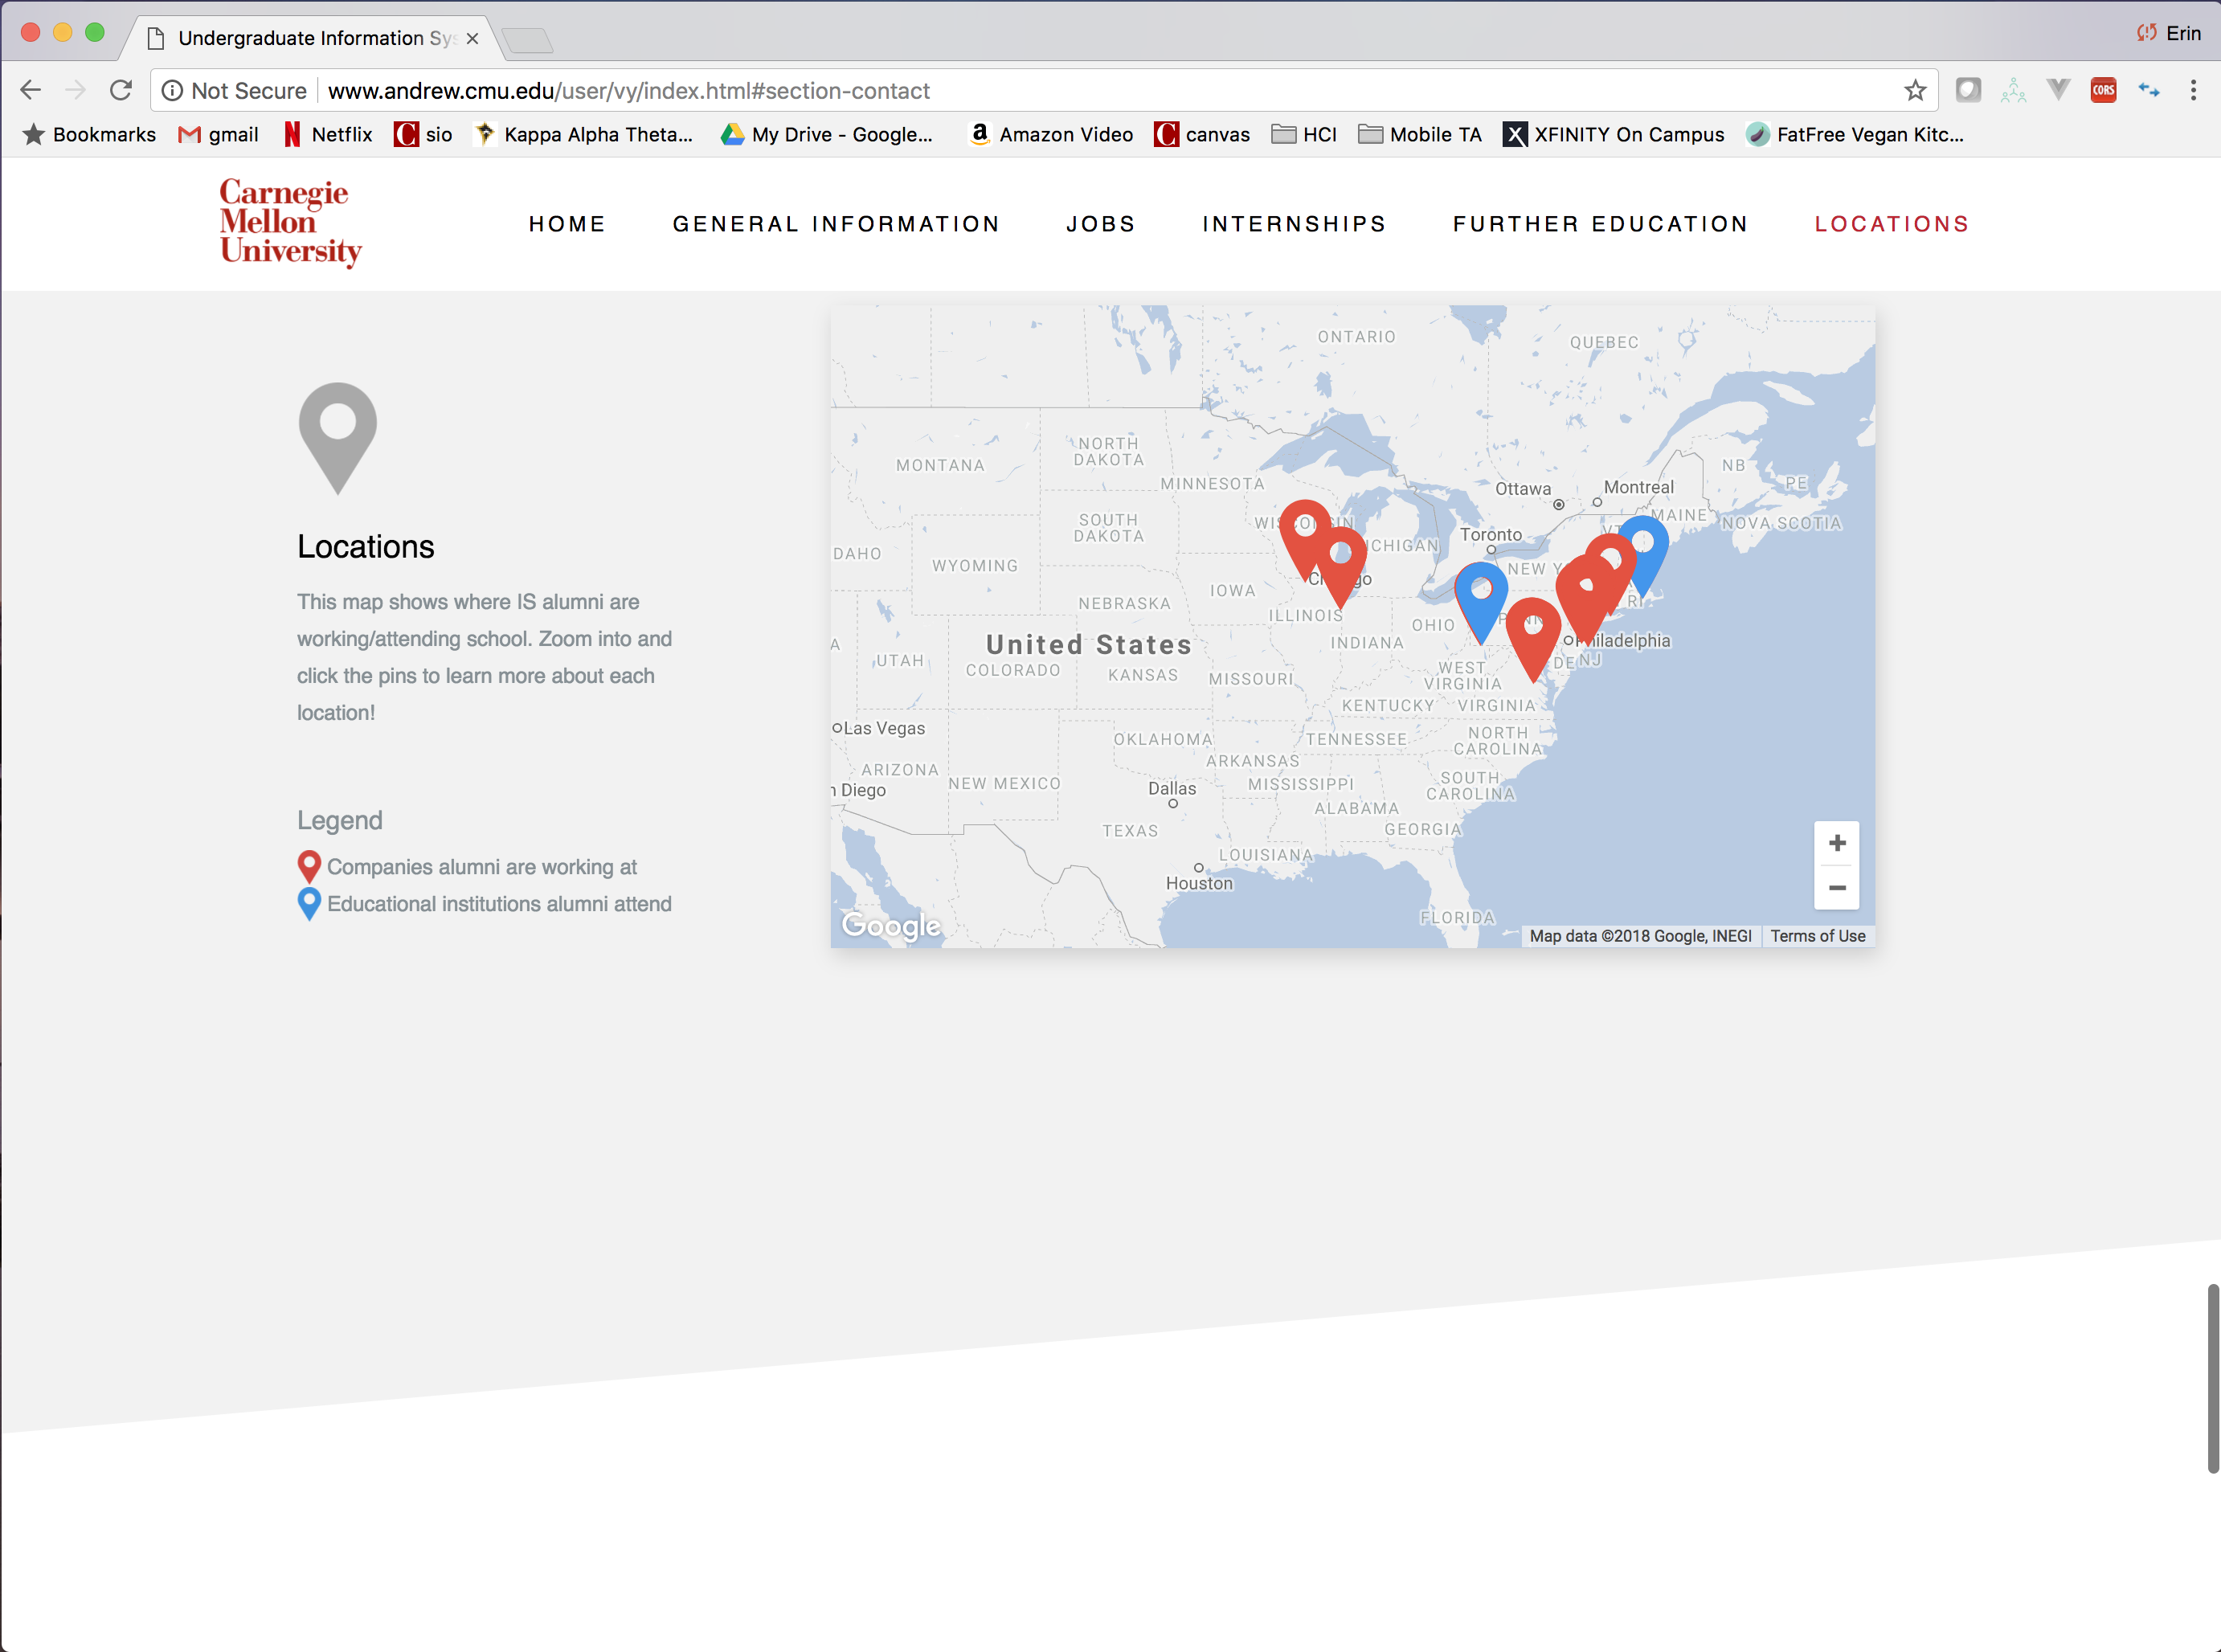 Undergraduate Information Sys
Erin
Not Secure
www.andrew.cmu.edu/user/vy/index.html#section-contact
Bookmarks
gmail
Netflix
sio
Kappa Alpha Theta...
My Drive - Google...
Amazon Video
canvas
HCI
Mobile TA
XFINITY On Campus
FatFree Vegan Kitc...
CORS
Carnegie
Mellon
University
HOME
GENERAL INFORMATION
JOBS
INTERNSHIPS
FURTHER EDUCATION
LOCATIONS
Locations
This map shows where IS alumni are
working/attending school. Zoom into and
click the pins to learn more about each
location!
Legend
Companies alumni are working at
Educational institutions alumni attend
ONTARIO
QUEBEC
MONTANA
NORTH
DAKOTA
MINNESOTA
Ottawa
Montreal
NB
PE
MAINE
NOVA SCOTIA
SOUTH
DAKOTA
Toronto
DAHO
WYOMING
ICHIGAN
NEW Y
IOWA
NEBRASKA
ILLINOIS
OHIO
RI
United States
INDIANA
Philadelphia
UTAH
COLORADO
KANSAS
MISSOURI
WEST
VIRGINIA
DE
NJ
KENTUCKY
VIRGINIA
Las Vegas
OKLAHOMA
TENNESSEE
NORTH
CAROLINA
ARIZONA
NEW MEXICO
ARKANSAS
n Diego
Dallas
MISSISSIPPI
SOUTH
CAROLINA
ALABAMA
TEXAS
GEORGIA
LOUISIANA
Houston
FLORIDA
Google
Map data ©2018 Google, INEGI
Terms of Use